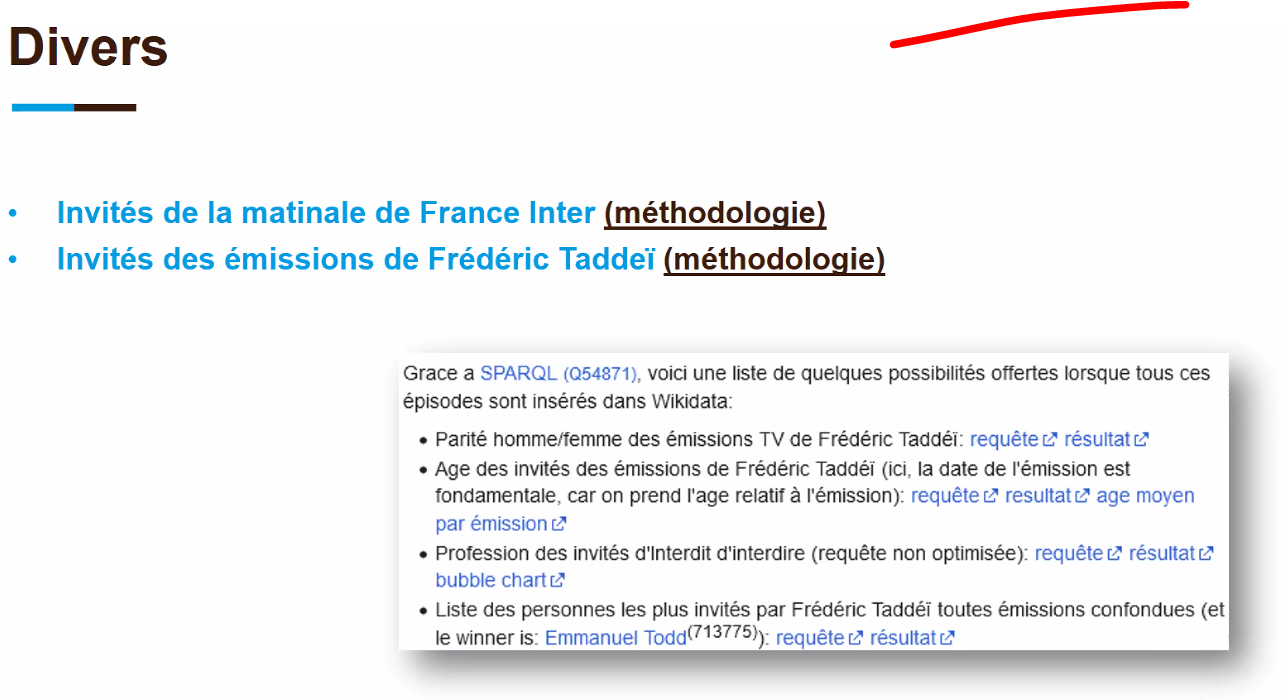 Divers
• Invités de la matinale de France Inter (méthodologie)
• Invités des émissions de Frédéric Taddeï (méthodologie)
Grace a SPARQL (Q54871), voici une liste de quelques possibilités offertes lorsque tous ces
épisodes sont insérés dans Wikidata:
• Parité homme/femme des émissions TV de Frédéric Taddéï: requête résultat
• Age des invités des émissions de Frédéric Taddéï (ici, la date de l'émission est
fondamentale, car on prend l'age relatif à l'émission): requête resultat age moyen
par émission
• Profession des invités d'Interdit d'interdire (requête non optimisée): requête résultat
bubble chart
• Liste des personnes les plus invités par Frédéric Taddéï toutes émissions confondues (et
le winner is: Emmanuel Todd(713775)): requête résultat